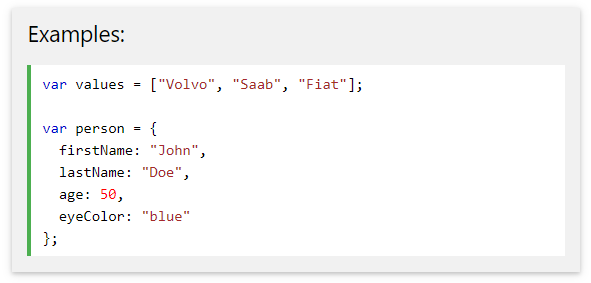 Examples:
var values = ["Volvo", "Saab", "Fiat"];
var person = {
  firstName: "John",
  lastName: "Doe",
  age: 50,
  eyeColor: "blue"
};